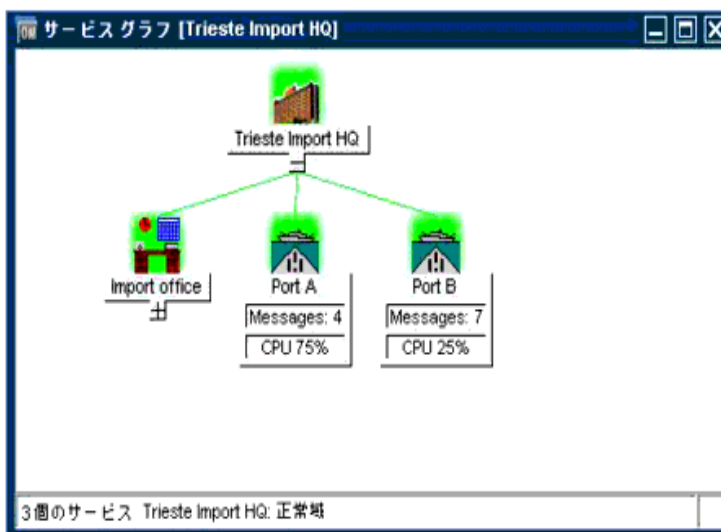 サービス グラフ [Trieste Import HQ]
Trieste Import HQ
Import office
Port A
Port B
Messages: 4
Messages: 7
CPU 75%
CPU 25%
3個のサービス Trieste Import HQ: 正常域